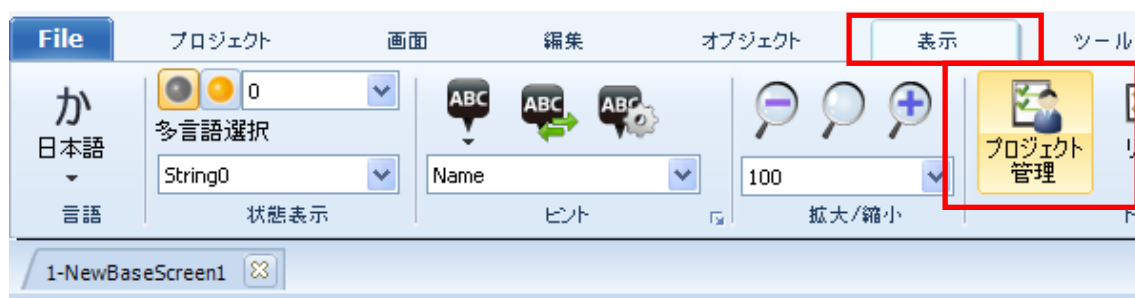 File プロジェクト 画面 編集 オブジェクト 表示 ツール
か 日本語
0
多言語選択
String0
ABC ABC ABC
Name
100
プロジェクト
管理
言語 状態表示 ヒント 拡大/縮小
1-NewBaseScreen1